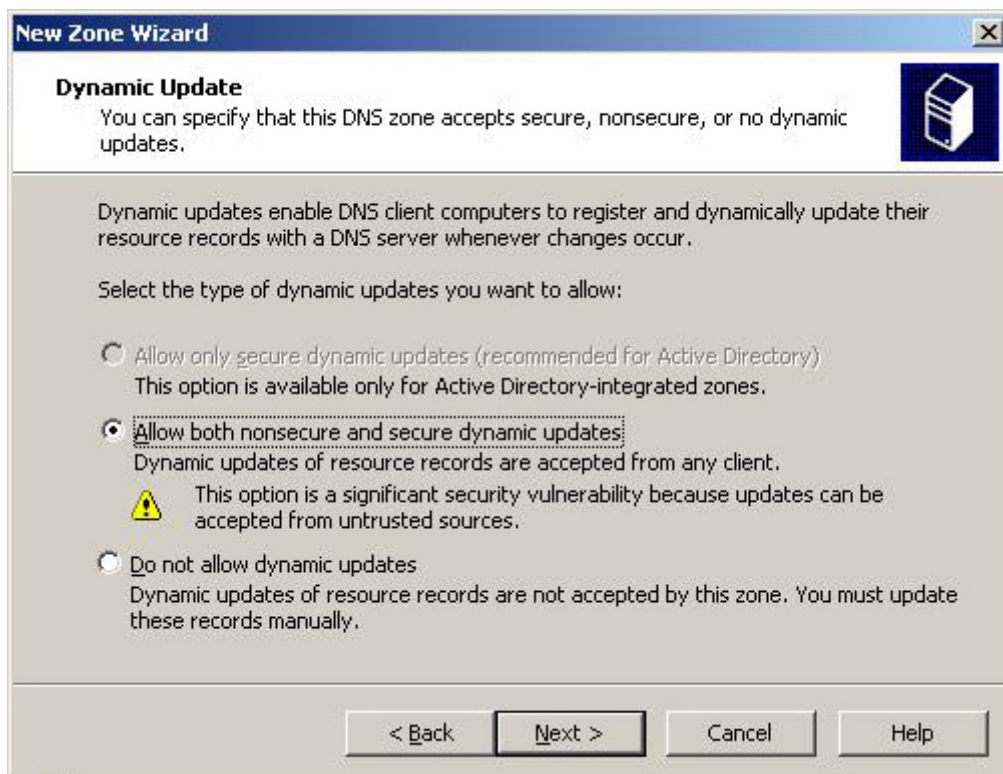 New Zone Wizard
Dynamic Update
You can specify that this DNS zone accepts secure, nonsecure, or no dynamic
updates.
Dynamic updates enable DNS client computers to register and dynamically update their
resource records with a DNS server whenever changes occur.
Select the type of dynamic updates you want to allow:
Allow only secure dynamic updates (recommended for Active Directory)
This option is available only for Active Directory-integrated zones.
Allow both nonsecure and secure dynamic updates
Dynamic updates of resource records are accepted from any client.
This option is a significant security vulnerability because updates can be
accepted from untrusted sources.
Do not allow dynamic updates
Dynamic updates of resource records are not accepted by this zone. You must update
these records manually.
< Back Next > Cancel Help